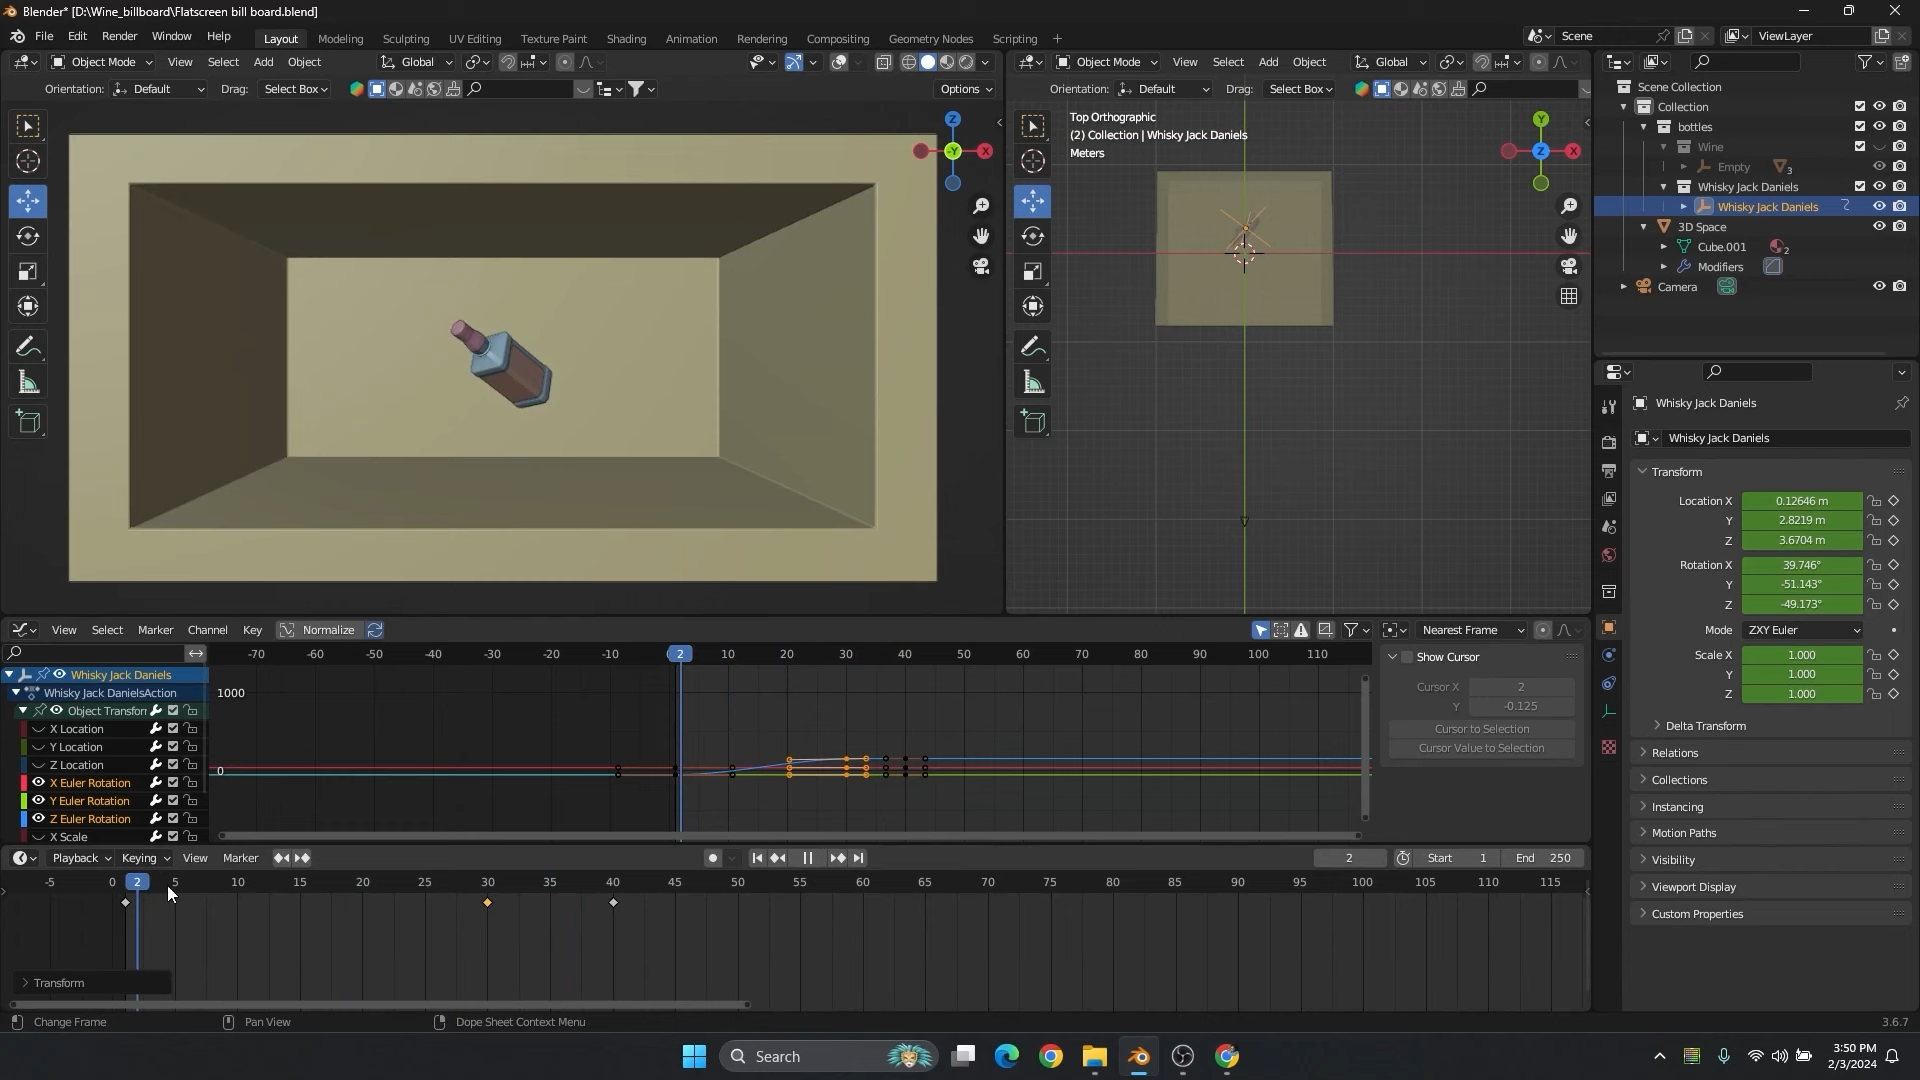 Blender* [D:\Wine_billboard\Flatscreen bill board.blend]
File Edit Render Window Help Layout Modeling Sculpting UV Editing Texture Paint Shading Animation Rendering Compositing Geometry Nodes Scripting + Scene ViewLayer
Object Mode View Select Add Object Global
Object Mode View Select Add Object Global
Orientation: Default Drag: Select Box Options
Orientation: Default Drag: Select Box
Z
-Y
X
Top Orthographic
(2) Collection | Whisky Jack Daniels
Meters
Y
Z
X
Scene Collection
Collection
bottles
Wine
Empty 3
Whisky Jack Daniels
Whisky Jack Daniels
3D Space
Cube.001 2
Modifiers
Camera
Whisky Jack Daniels
Whisky Jack Daniels
Transform
Location X 0.12646 m
Y 2.8219 m
Z 3.6704 m
Rotation X 39.746°
Y -51.143°
Z -49.173°
Mode ZXY Euler
Scale X 1.000
Y 1.000
Z 1.000
Delta Transform
Relations
Collections
Instancing
Motion Paths
Visibility
Viewport Display
Custom Properties
View Select Marker Channel Key Normalize Nearest Frame
-70 -60 -50 -40 -30 -20 -10 2 10 20 30 40 50 60 70 80 90 100 110
Whisky Jack Daniels
Whisky Jack DanielsAction
Object Transforr
X Location
Y Location
Z Location
X Euler Rotation
Y Euler Rotation
Z Euler Rotation
X Scale
1000
0
Show Cursor
Cursor X 2
Y -0.125
Cursor to Selection
Cursor Value to Selection
Playback Keying View Marker 2 Start 1 End 250
-5 0 2 5 10 15 20 25 30 35 40 45 50 55 60 65 70 75 80 85 90 95 100 105 110 115
Transform
Change Frame Pan View Dope Sheet Context Menu 3.6.7
Search
3:50 PM
2/3/2024